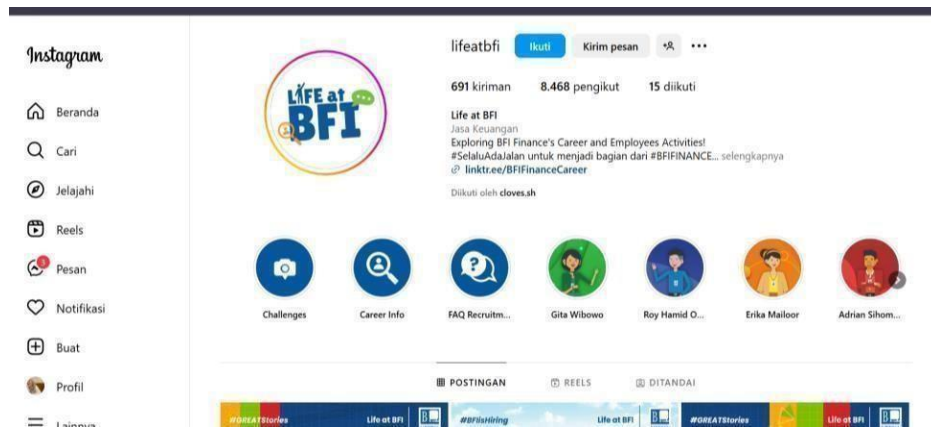 Instagram
Beranda
Cari
Jelajahi
Reels
3
Pesan
Notifikasi
Buat
Profil
Lainnya
LIFE at
BFI
lifeatbfi Ikuti Kirim pesan
691 kiriman 8.468 pengikut 15 diikuti
Life at BFI
Jasa Keuangan
Exploring BFI Finance's Career and Employees Activities!
#SelaluAdaJalan untuk menjadi bagian dari #BFIFINANCE... selengkapnya
linktr.ee/BFIFinanceCareer
Diikuti oleh cloves.sh
Challenges Career Info FAQ Recruitm... Gita Wibowo Roy Hamid O... Erika Mailoor Adrian Sihom...
POSTINGAN REELS DITANDAI
#GREATStories Life at BFI #BFIisHiring Life at BFI #GREATStories Life at BFI